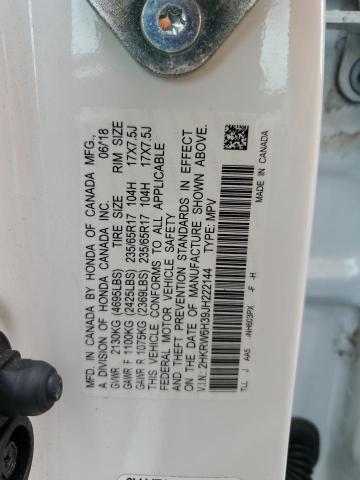 MFD. IN CANADA BY HONDA OF CANADA MFG., 06/'18
A DIVISION OF HONDA CANADA INC.
TIRE SIZE RIM SIZE
GVWR 2130KG (4695LBS)
GAWR F 1100KG (2425LBS) 235/65R17 104H 17X7.5J
GAWR R 1075KG (2369LBS) 235/65R17 104H 17X7.5J
THIS VEHICLE CONFORMS TO ALL APPLICABLE
FEDERAL MOTOR VEHICLE SAFETY
AND THEFT PREVENTION STANDARDS IN EFFECT
ON THE DATE OF MANUFACTURE SHOWN ABOVE.
V.I.N.: 2HKRW6H39JH222144 TYPE: MPV
TLL J AA5 -NH603PX -F -H MADE IN CANADA